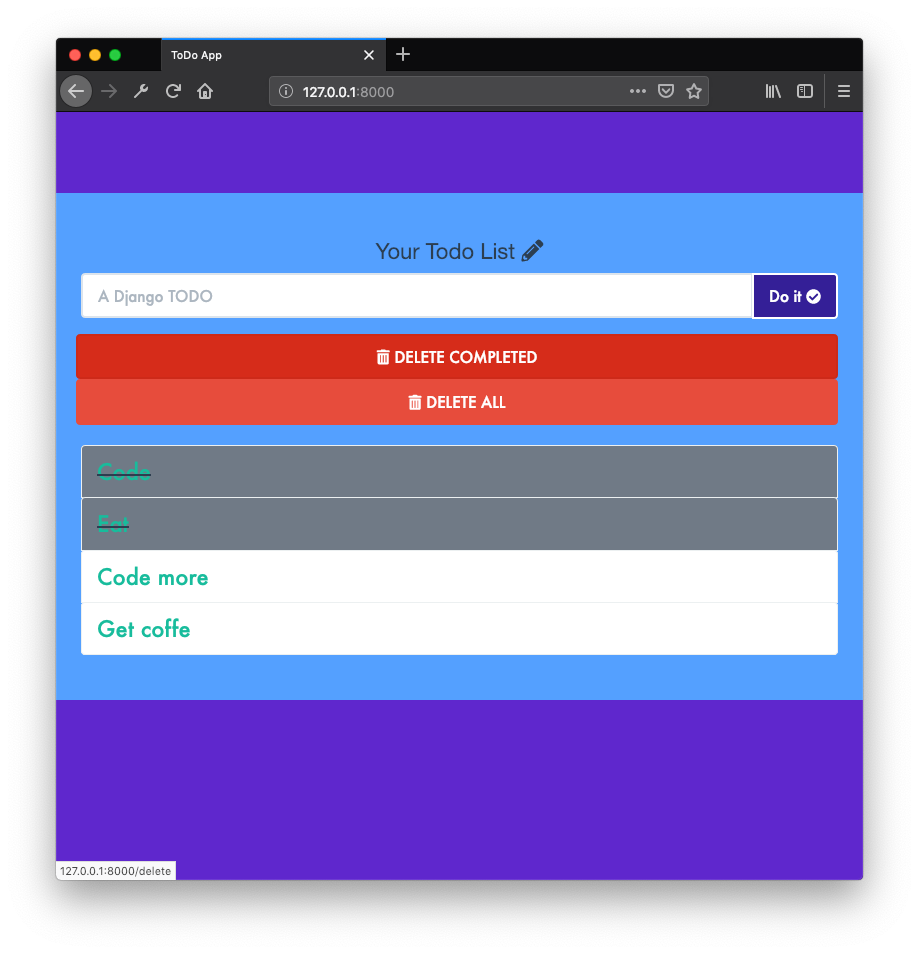 ToDo App
127.0.0.1:8000
Your Todo List
A Django TODO
Do it
DELETE COMPLETED
DELETE ALL
Code
Eat
Code more
Get coffe
127.0.0.1:8000/delete